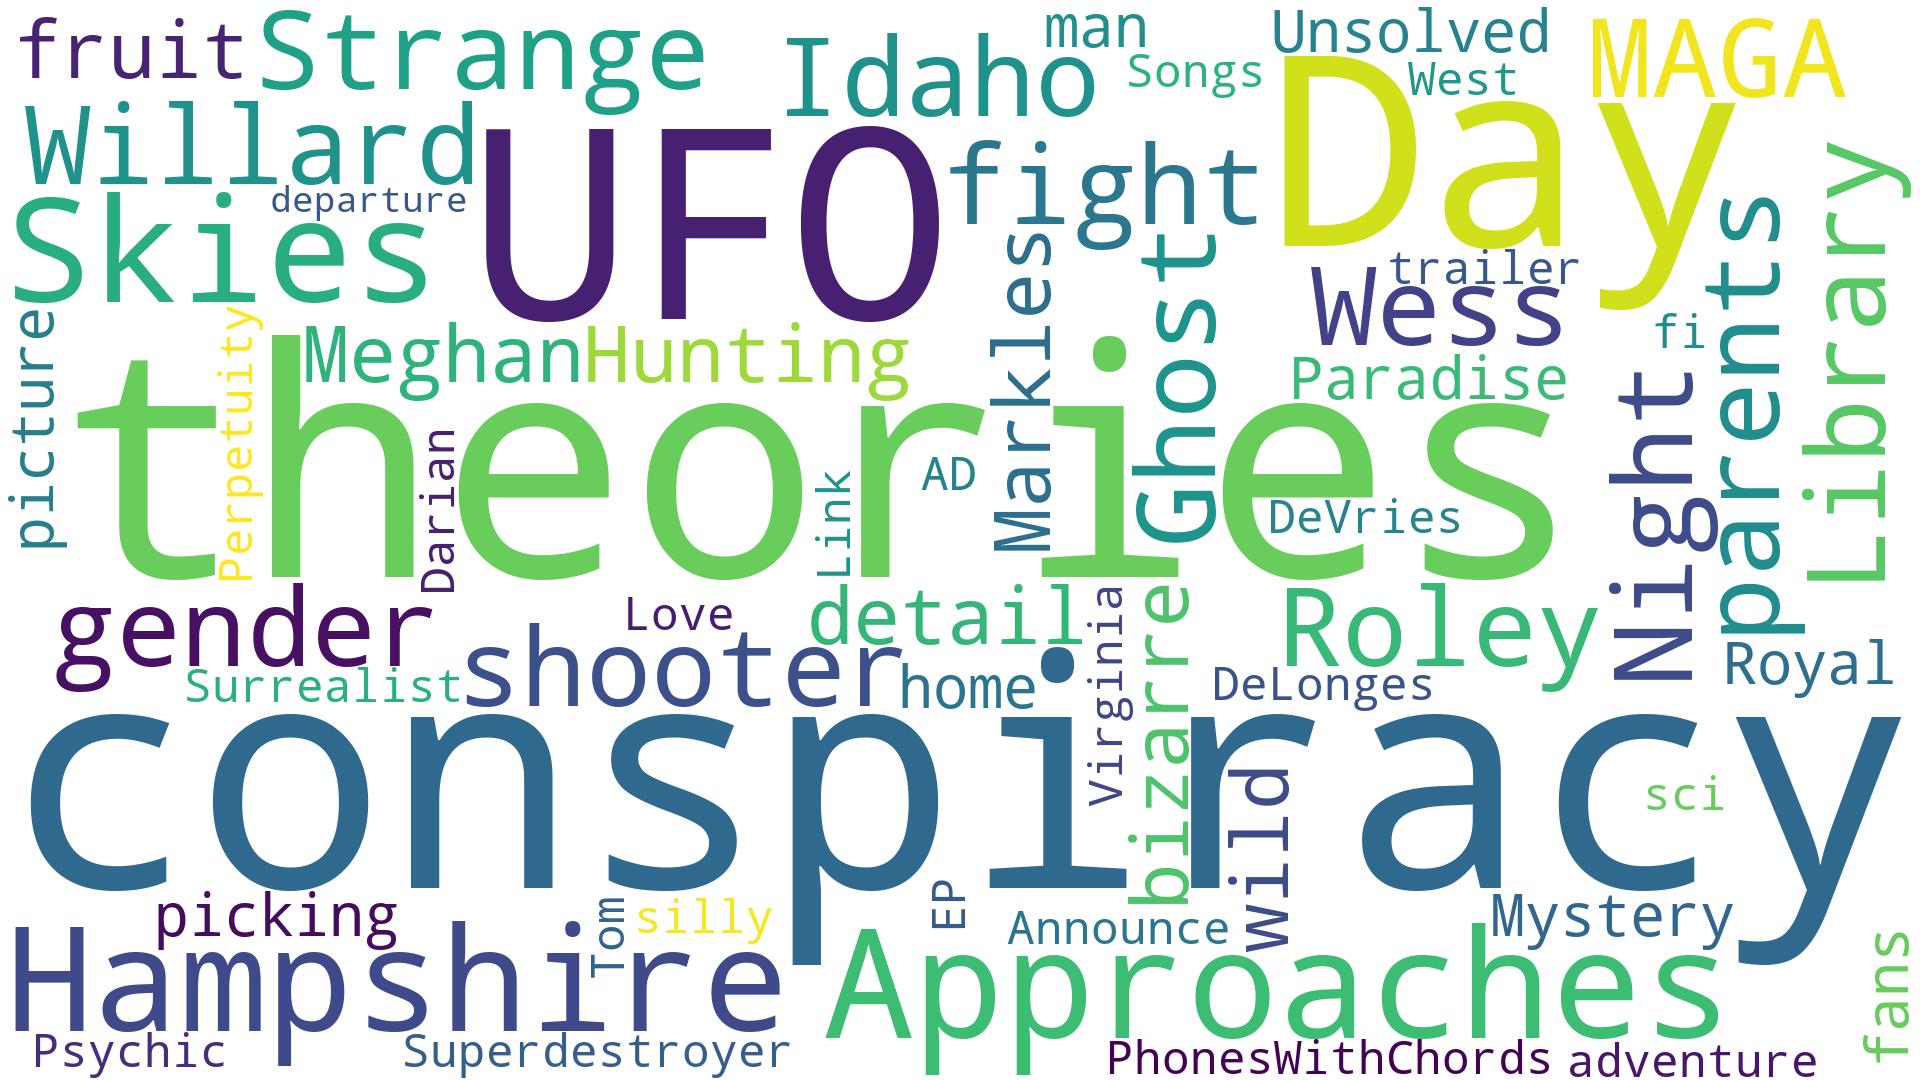 fruit
Strange
Idaho
man
Songs
Unsolved
West
MAGA
Willard
departure
UFO
fight
Day
Library
Skies
Markles
Ghost
Wess
trailer
parents
picture
Perpetuity
Meghan
Hunting
Paradise
fi
Night
theories
Darian
Link
AD
DeVries
gender
Love
detail
Virginia
bizarre
Roley
Royal
Surrealist
shooter
home
DeLonges
conspiracy
wild
sci
picking
Tom
silly
EP
Announce
Mystery
fans
Hampshire
Approaches
Psychic
Superdestroyer
PhonesWithChords
adventure